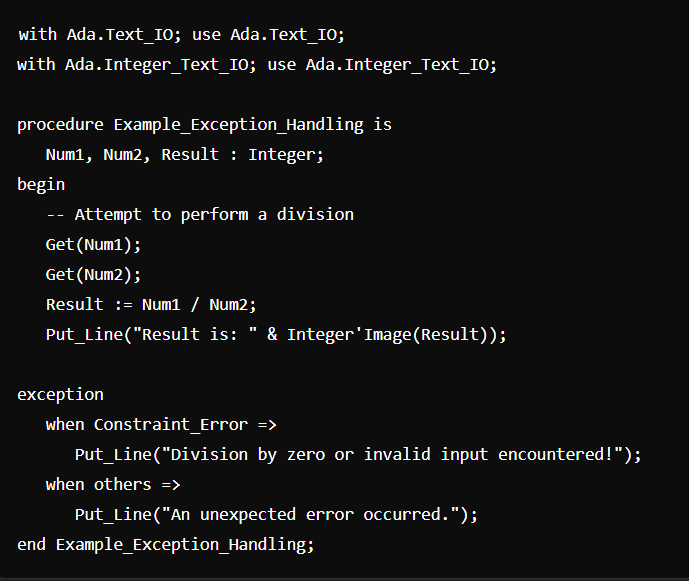 with Ada.Text_IO; use Ada.Text_IO;
with Ada.Integer_Text_IO; use Ada.Integer_Text_IO;

procedure Example_Exception_Handling is
   Num1, Num2, Result : Integer;
begin
   -- Attempt to perform a division
   Get(Num1);
   Get(Num2);
   Result := Num1 / Num2;
   Put_Line("Result is: " & Integer'Image(Result));

exception
   when Constraint_Error =>
      Put_Line("Division by zero or invalid input encountered!");
   when others =>
      Put_Line("An unexpected error occurred.");
end Example_Exception_Handling;